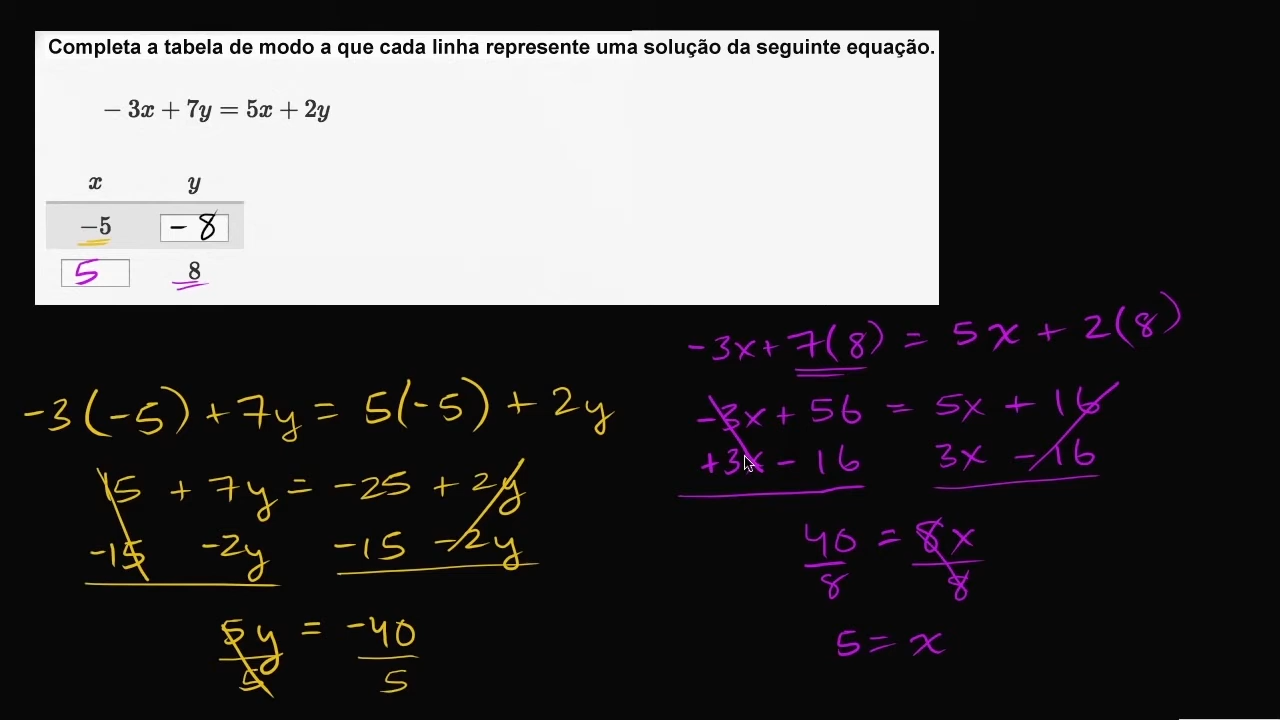 Completa a tabela de modo a que cada linha represente uma solução da seguinte equação.
- 3x + 7y = 5x + 2y
x y
-5 - 8
5 8
-3x + 7(8) = 5x + 2(8)
-3x + 56 = 5x + 16
+3x - 16 3x - 16
40 = 8x
8 8
5 = x
-3(-5) + 7y = 5(-5) + 2y
15 + 7y = -25 + 2y
-15 -2y -15 -2y
5y = -40
5 5